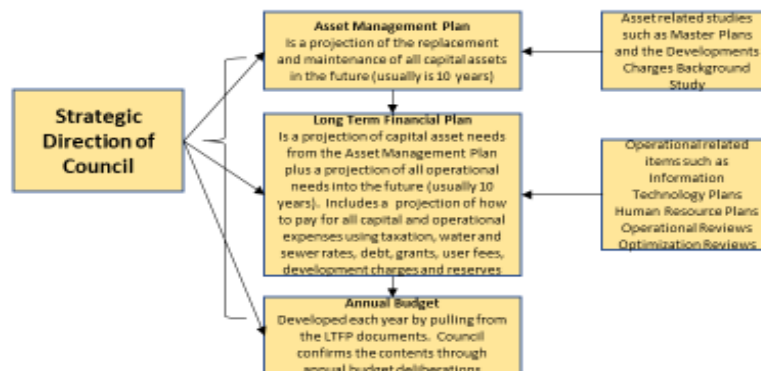 Strategic
Direction of
Council
Asset Management Plan
Is a projection of the replacement
and maintenance of all capital assets
in the future (usually is 10 years)
Long Term Financial Plan
Is a projection of capital asset needs
from the Asset Management Plan
plus a projection of all operational
needs into the future (usually 10
years). Includes a projection of how
to pay for all capital and operational
expenses using taxation, water and
sewer rates, debt, grants, user fees,
development charges and reserves
Annual Budget
Developed each year by pulling from
the LTFP documents. Council
confirms the contents through
annual budget deliberations
Asset related studies
such as Master Plans
and the Developments
Charges Background
Study
Operational related
items such as
Information
Technology Plans
Human Resource Plans
Operational Reviews
Optimization Reviews